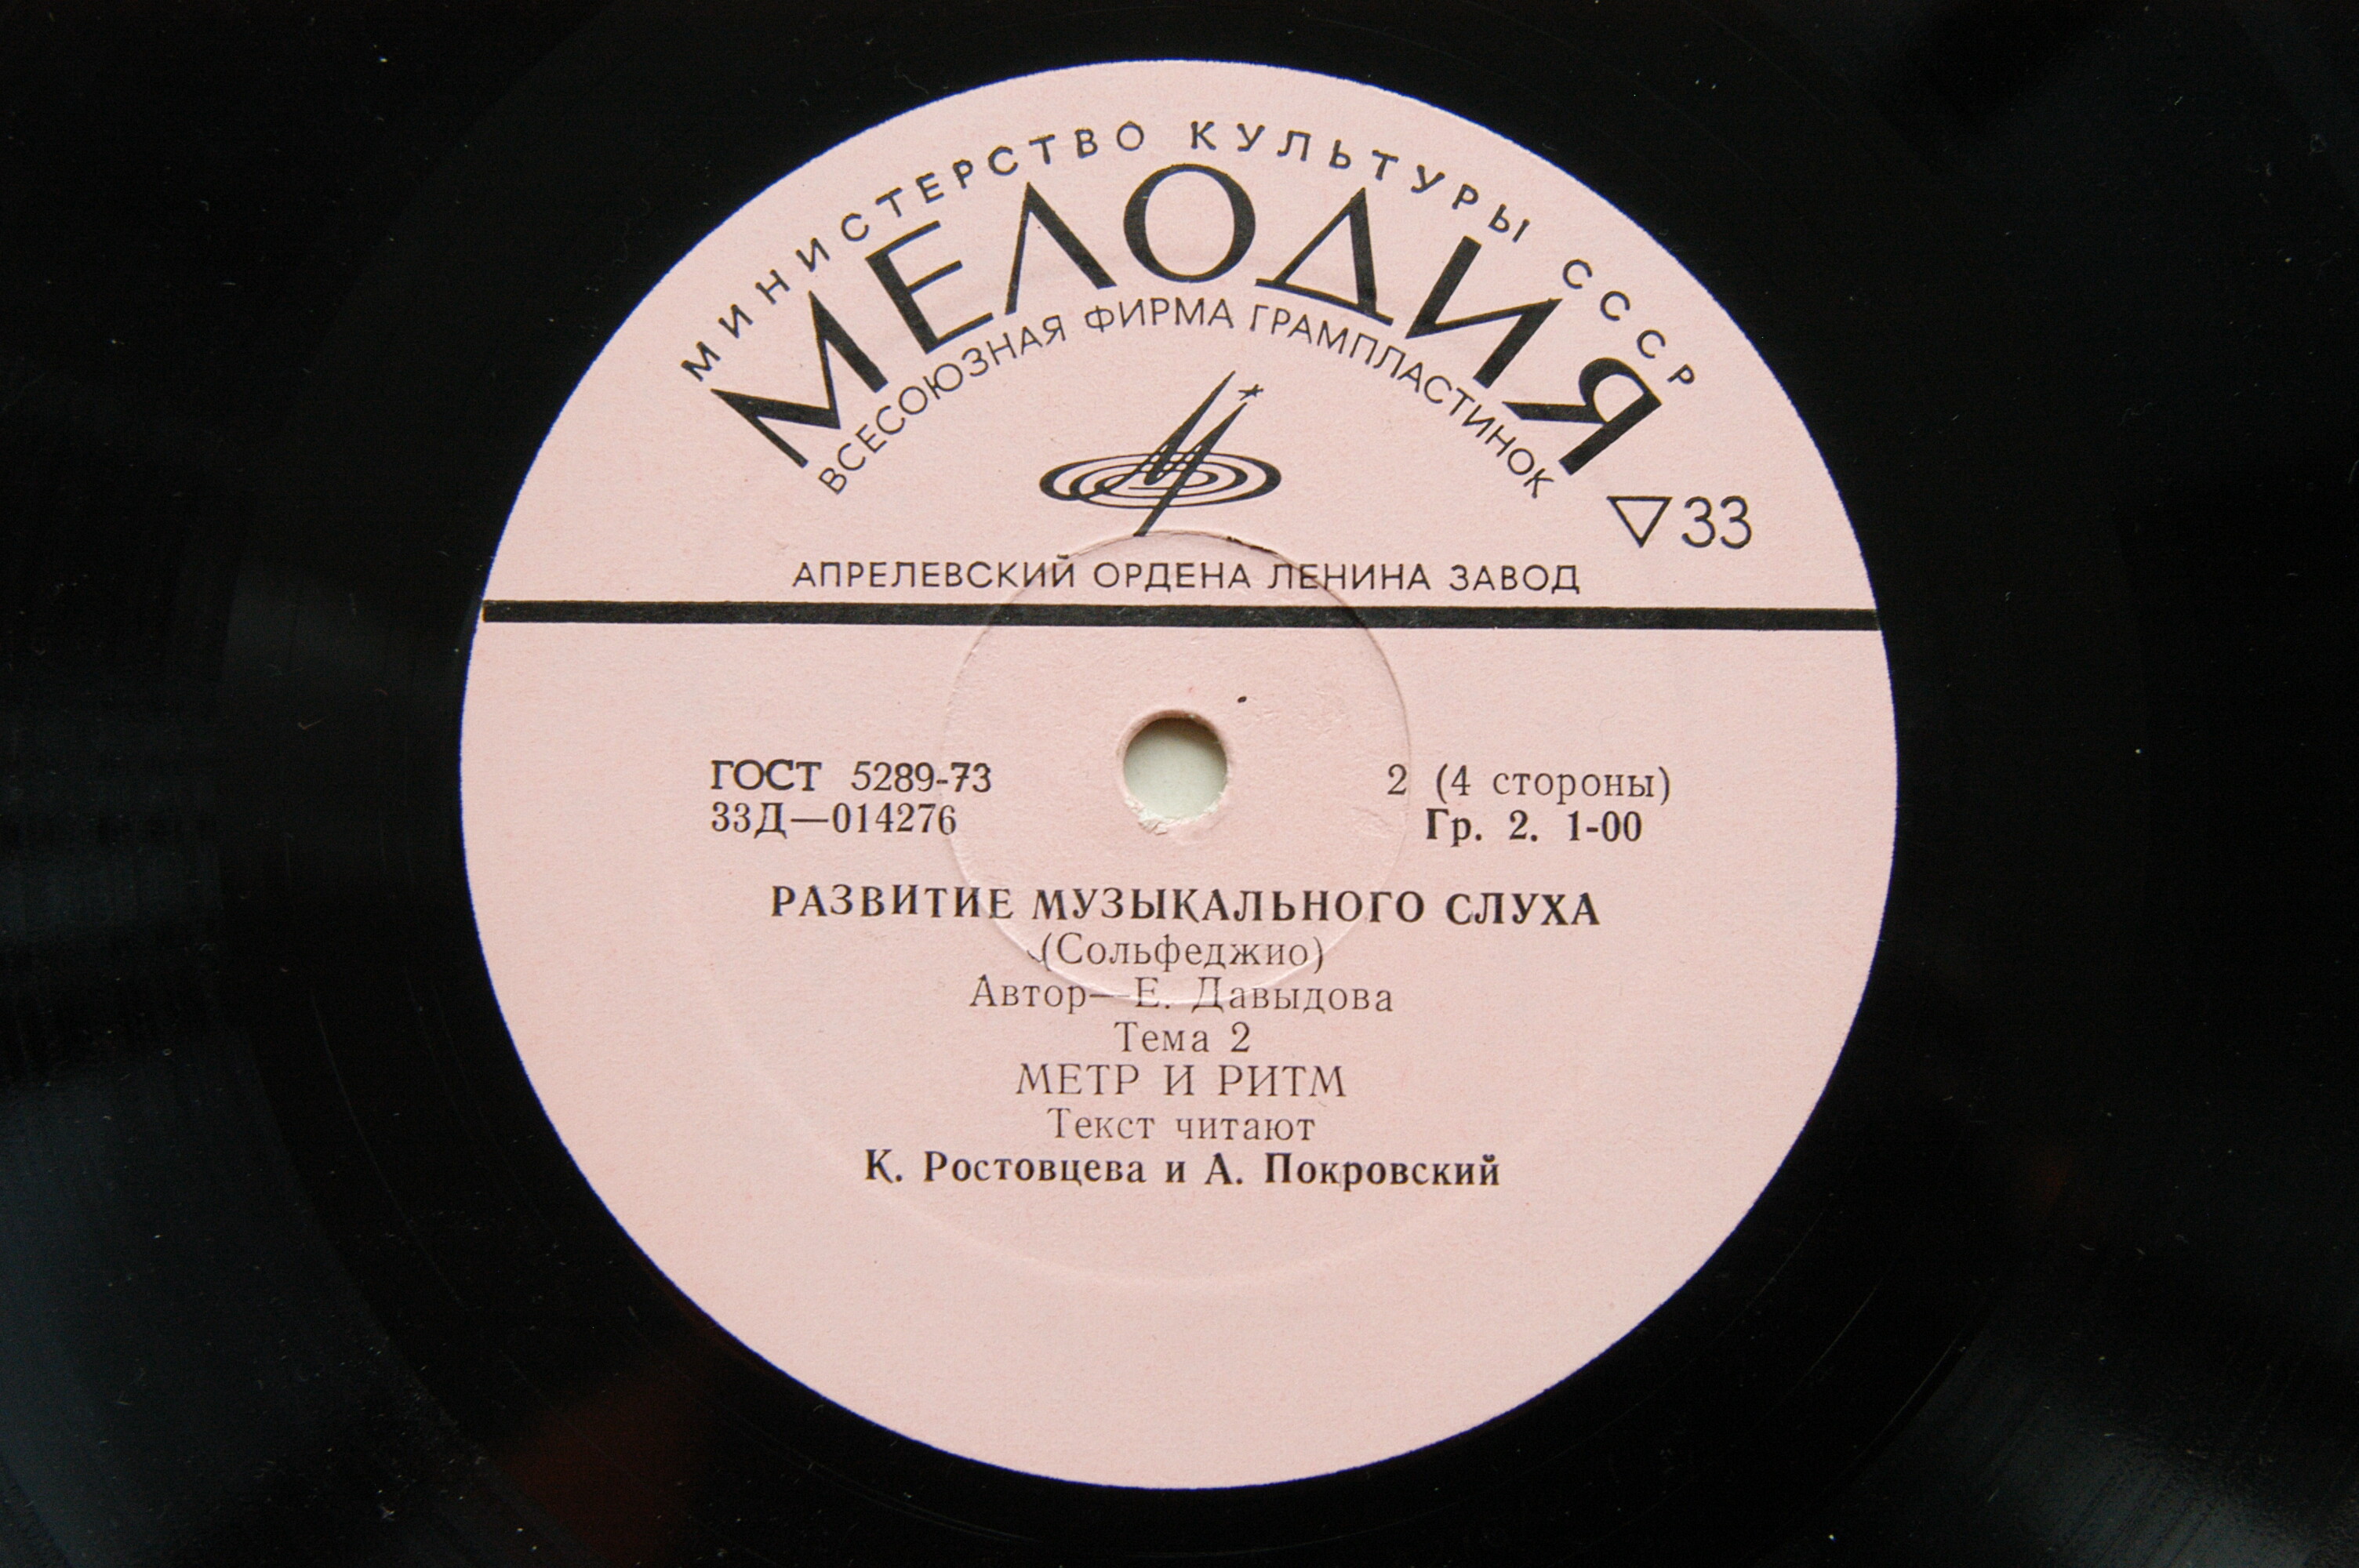 МИНИСТЕРСТВО КУЛЬТУРЫ СССР
МЕЛОДИЯ
ВСЕСОЮЗНАЯ ФИРМА ГРАМПЛАСТИНОК
▽33
АПРЕЛЕВСКИЙ ОРДЕНА ЛЕНИНА ЗАВОД
ГОСТ 5289-73
33Д—014276
2 (4 стороны)
Гр. 2. 1-00
РАЗВИТИЕ МУЗЫКАЛЬНОГО СЛУХА
(Сольфеджио)
Автор—Е. Давыдова
Тема 2
МЕТР И РИТМ
Текст читают
К. Ростовцева и А. Покровский